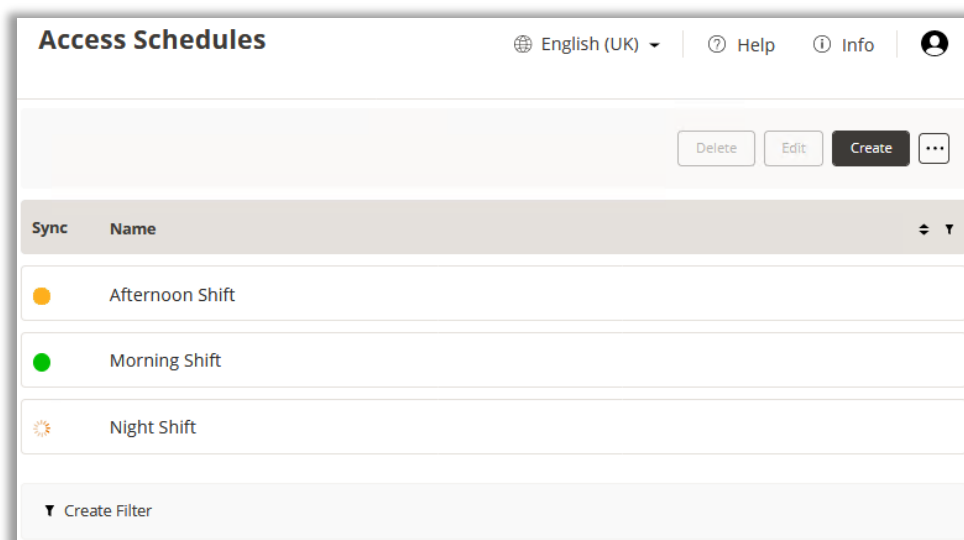 Access Schedules English (UK) Help Info
Delete Edit Create
Sync Name
Afternoon Shift
Morning Shift
Night Shift
Create Filter